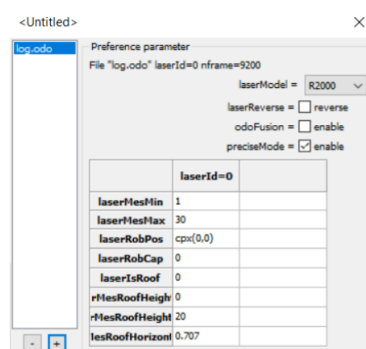 <Untitled>
log.odo
Preference parameter
File "log.odo" laserId=0 nframe=9200
laserModel = R2000
laserReverse = reverse
odoFusion = enable
preciseMode = enable
laserId=0
laserMesMin 1
laserMesMax 30
laserRobPos cpx(0,0)
laserRobCap 0
laserIsRoof 0
rMesRoofHeigh 0
rMesRoofHeight 20
lesRoofHorizont 0.707
- +